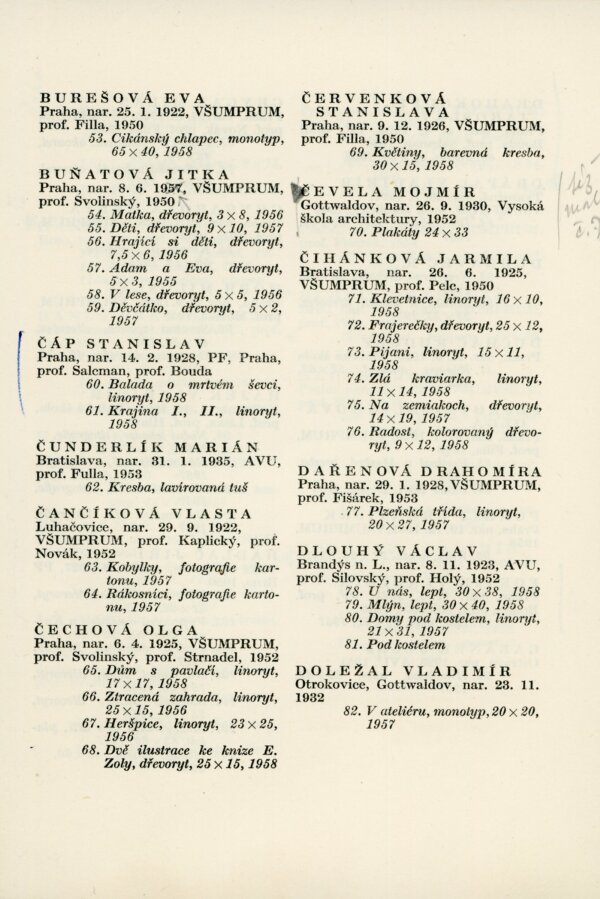 BUREŠOVÁ EVA
Praha, nar. 25. 1. 1922, VŠUMPRUM,
prof. Filla, 1950
53. Cikánský chlapec, monotyp,
65 × 40, 1958
BUŇATOVÁ JITKA
Praha, nar. 8. 6. 1957, VŠUMPRUM,
prof. Svolinský, 1950
54. Matka, dřevoryt, 3 × 8, 1956
55. Děti, dřevoryt, 9 × 10, 1957
56. Hrající si děti, dřevoryt,
7,5 × 6, 1956
57. Adam a Eva, dřevoryt,
5 × 3, 1955
58. V lese, dřevoryt, 5 × 5, 1956
59. Děvčátko, dřevoryt, 5 × 2,
1957
ČÁP STANISLAV
Praha, nar. 14. 2. 1928, PF, Praha,
prof. Salcman, prof. Bouda
60. Balada o mrtvém ševci,
linoryt, 1958
61. Krajina I., II., linoryt,
1958
ČUNDERLÍK MARIÁN
Bratislava, nar. 31. 1. 1935, AVU,
prof. Fulla, 1953
62. Kresba, lavírovaná tuš
ČANČÍKOVÁ VLASTA
Luhačovice, nar. 29. 9. 1922,
VŠUMPRUM, prof. Kaplický, prof.
Novák, 1952
63. Kobylky, fotografie kar-
tonu, 1957
64. Rákosníci, fotografie karto-
nu, 1957
ČECHOVÁ OLGA
Praha, nar. 6. 4. 1925, VŠUMPRUM,
prof. Svolinský, prof. Strnadel, 1952
65. Dům s pavlačí, linoryt,
17 × 17, 1958
66. Ztracená zahrada, linoryt,
25 × 15, 1956
67. Heršpice, linoryt, 23 × 25,
1956
68. Dvě ilustrace ke knize E.
Zoly, dřevoryt, 25 × 15, 1958
ČERVENKOVÁ
STANISLAVA
Praha, nar. 9. 12. 1926, VŠUMPRUM,
prof. Filla, 1950
69. Květiny, barevná kresba,
30 × 15, 1958
ČEVELA MOJMÍR
Gottwaldov, nar. 26. 9. 1930, Vysoká
škola architektury, 1952
70. Plakáty 24 × 33
ČIHÁNKOVÁ JARMILA
Bratislava, nar. 26. 6. 1925,
VŠUMPRUM, prof. Pelc, 1950
71. Klevetnice, linoryt, 16 × 10,
1958
72. Frajerečky, dřevoryt, 25 × 12,
1958
73. Pijani, linoryt, 15 × 11,
1958
74. Zlá kraviarka, linoryt,
11 × 14, 1958
75. Na zemiakoch, dřevoryt,
14 × 19, 1957
76. Radost, kolorovaný dřevo-
ryt, 9 × 12, 1958
DAŘENOVÁ DRAHOMÍRA
Praha, nar. 29. 1. 1928, VŠUMPRUM,
prof. Fišárek, 1953
77. Plzeňská třída, linoryt,
20 × 27, 1957
DLOUHÝ VÁCLAV
Brandýs n. L., nar. 8. 11. 1923, AVU,
prof. Silovský, prof. Holý, 1952
78. U nás, lept, 30 × 38, 1958
79. Mlýn, lept, 30 × 40, 1958
80. Domy pod kostelem, linoryt,
21 × 31, 1957
81. Pod kostelem
DOLEŽAL VLADIMÍR
Otrokovice, Gottwaldov, nar. 23. 11.
1932
82. V ateliéru, monotyp, 20 × 20,
1957